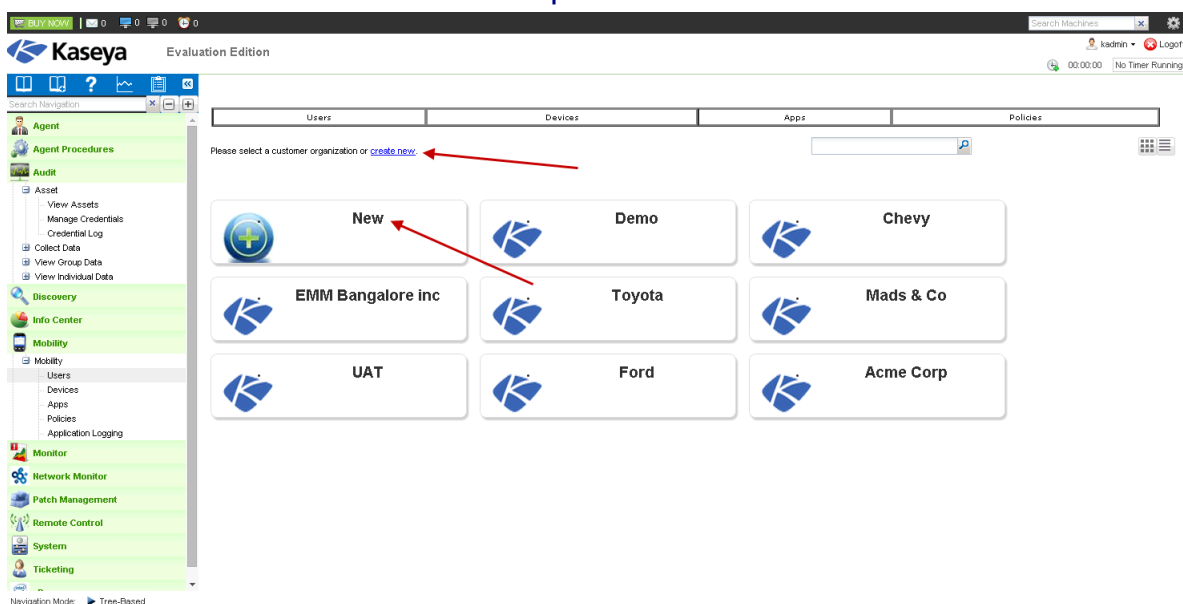 BUY NOW 0 0 0 0 Search Machines
Kaseya Evaluation Edition kadmin Logoff
00:00:00 No Timer Running
Search Navigation
Users Devices Apps Policies
Please select a customer organization or create new.
Agent
Agent Procedures
Audit
Asset
View Assets
Manage Credentials
Credential Log
Collect Data
View Group Data
View Individual Data
Discovery
Info Center
Mobility
Mobility
Users
Devices
Apps
Policies
Application Logging
Monitor
Network Monitor
Patch Management
Remote Control
System
Ticketing
Navigation Mode: Tree-Based
New Demo Chevy
EMM Bangalore inc Toyota Mads & Co
UAT Ford Acme Corp